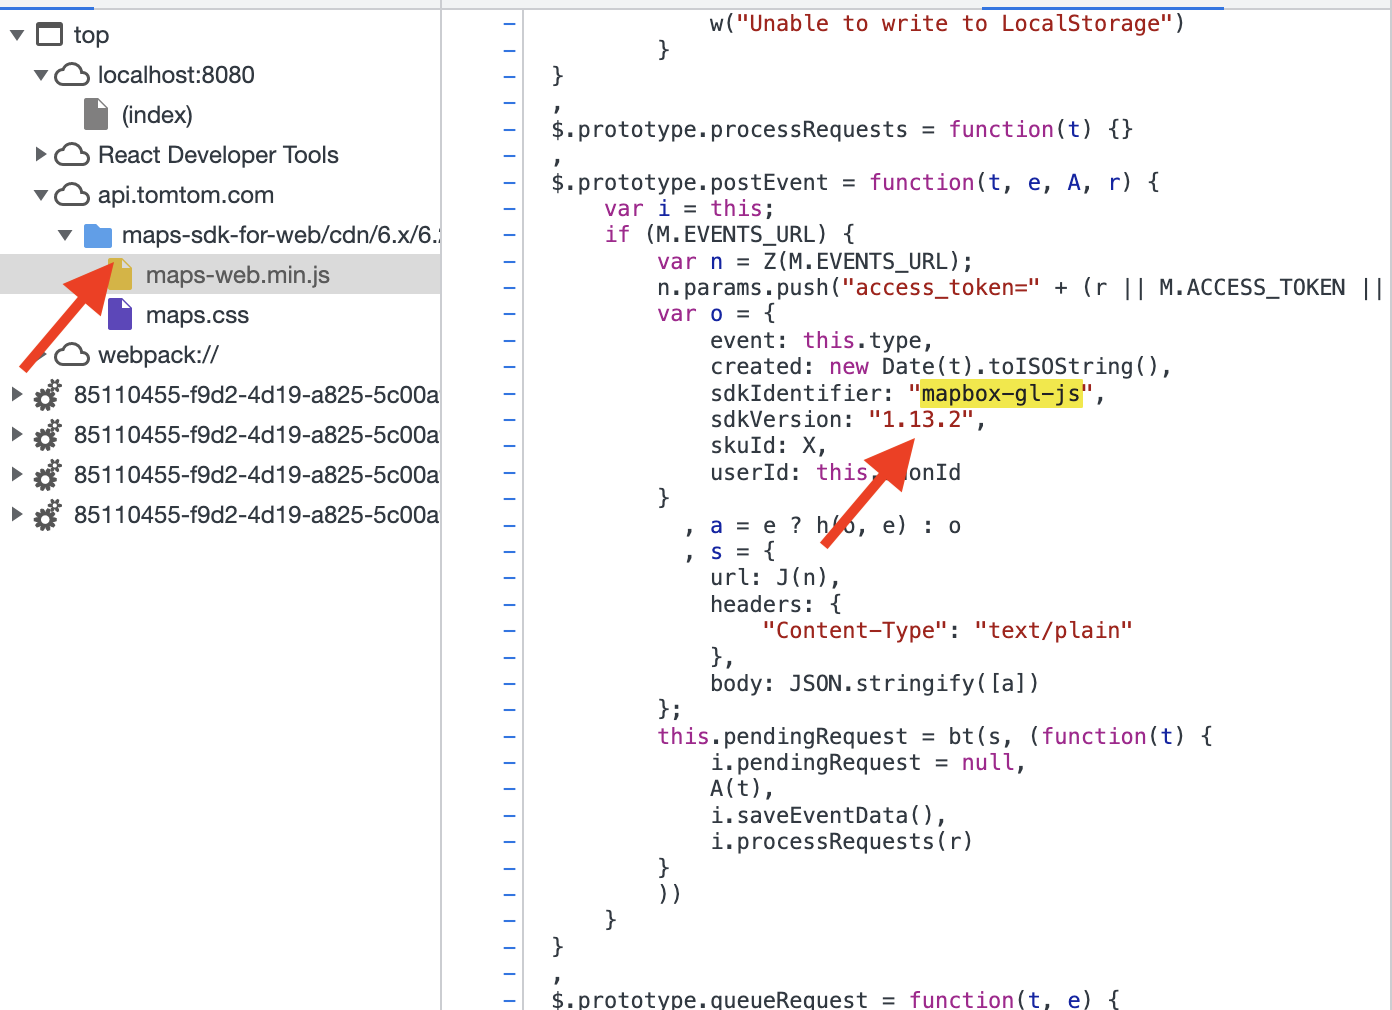 top
localhost:8080
(index)
React Developer Tools
api.tomtom.com
maps-sdk-for-web/cdn/6.x/6.
maps-web.min.js
maps.css
webpack://
85110455-f9d2-4d19-a825-5c00a
85110455-f9d2-4d19-a825-5c00a
85110455-f9d2-4d19-a825-5c00a
85110455-f9d2-4d19-a825-5c00a
w("Unable to write to LocalStorage")
}
}
,
$.prototype.processRequests = function(t) {}
,
$.prototype.postEvent = function(t, e, A, r) {
var i = this;
if (M.EVENTS_URL) {
var n = Z(M.EVENTS_URL);
n.params.push("access_token=" + (r || M.ACCESS_TOKEN ||
var o = {
event: this.type,
created: new Date(t).toISOString(),
sdkIdentifier: "mapbox-gl-js",
sdkVersion: "1.13.2",
skuId: X,
userId: this.anonId
}
, a = e ? h(o, e) : o
, s = {
url: J(n),
headers: {
"Content-Type": "text/plain"
},
body: JSON.stringify([a])
};
this.pendingRequest = bt(s, (function(t) {
i.pendingRequest = null,
A(t),
i.saveEventData(),
i.processRequests(r)
}
))
}
}
,
$.prototype.queueRequest = function(t, e) {